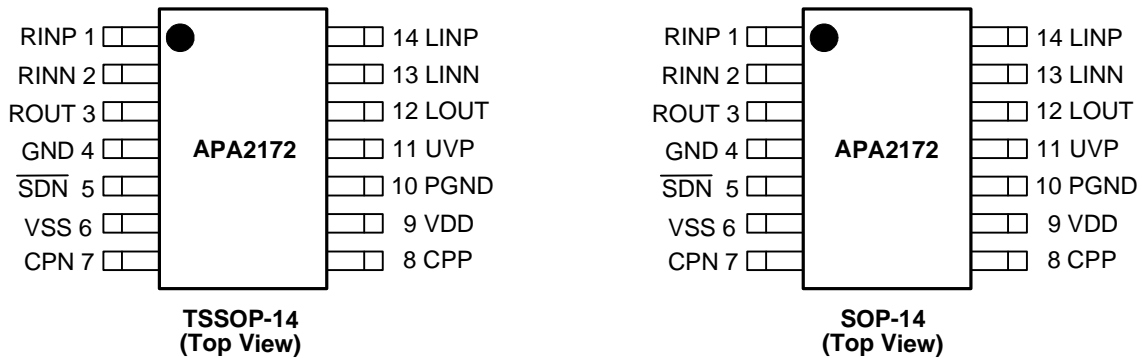 RINP 1
RINN 2
ROUT 3
GND 4
SDN 5
VSS 6
CPN 7
APA2172
14 LINP
13 LINN
12 LOUT
11 UVP
10 PGND
9 VDD
8 CPP
TSSOP-14
(Top View)
RINP 1
RINN 2
ROUT 3
GND 4
SDN 5
VSS 6
CPN 7
APA2172
14 LINP
13 LINN
12 LOUT
11 UVP
10 PGND
9 VDD
8 CPP
SOP-14
(Top View)